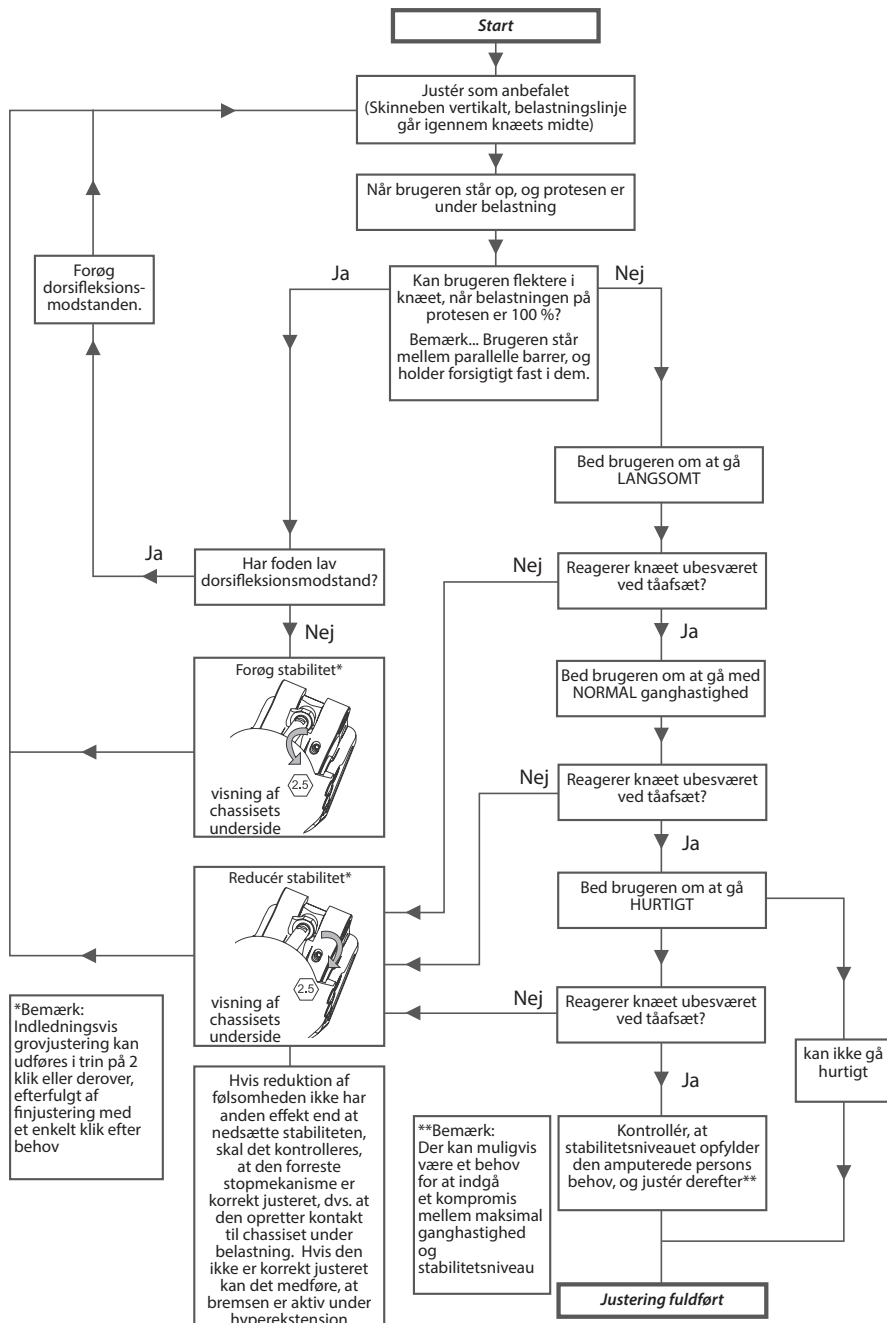 Start
Justér som anbefalet
(Skinneben vertikalt, belastningslinje
går igennem knæets midte)
Når brugeren står op, og protesen er
under belastning
Forøg
dorsifleksions-
modstanden.
Ja
Nej
Kan brugeren flektere i
knæet, når belastningen på
protesen er 100 %?
Bemærk... Brugeren står
mellem parallelle barrer, og
holder forsigtigt fast i dem.
Bed brugeren om at gå
LANGSOMT
Ja
Har foden lav
dorsifleksionsmodstand?
Nej
Nej
Reagerer knæet ubesværet
ved tåafsæt?
Ja
Forøg stabilitet*
2.5
visning af
chassisets
underside
Bed brugeren om at gå med
NORMAL ganghastighed
Nej
Reagerer knæet ubesværet
ved tåafsæt?
Ja
Reducér stabilitet*
2.5
visning af
chassisets
underside
Bed brugeren om at gå
HURTIGT
Nej
Reagerer knæet ubesværet
ved tåafsæt?
Ja
kan ikke gå
hurtigt
*Bemærk:
Indledningsvis
grovjustering kan
udføres i trin på 2
klik eller derover,
efterfulgt af
finjustering med
et enkelt klik efter
behov
Hvis reduktion af
følsomheden ikke har
anden effekt end at
nedsætte stabiliteten,
skal det kontrolleres,
at den forreste
stopmekanisme er
korrekt justeret, dvs. at
den opretter kontakt
til chassiset under
belastning. Hvis den
ikke er korrekt justeret
kan det medføre, at
bremsen er aktiv under
hyperekstension
**Bemærk:
Der kan muligvis
være et behov
for at indgå
et kompromis
mellem maksimal
ganghastighed
og
stabilitetsniveau
Kontrollér, at
stabilitetsniveauet opfylder
den amputerede persons
behov, og justér derefter**
Justering fuldført